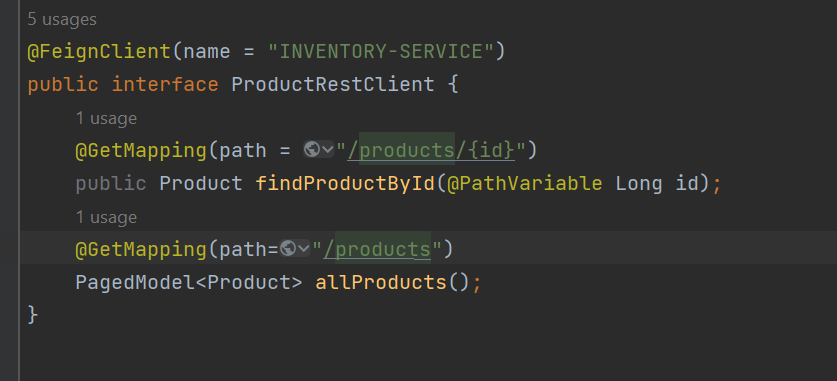 5 usages
@FeignClient(name = "INVENTORY-SERVICE")
public interface ProductRestClient {
1 usage
@GetMapping(path = "/products/{id}")
public Product findProductById(@PathVariable Long id);
1 usage
@GetMapping(path="/products")
PagedModel<Product> allProducts();
}